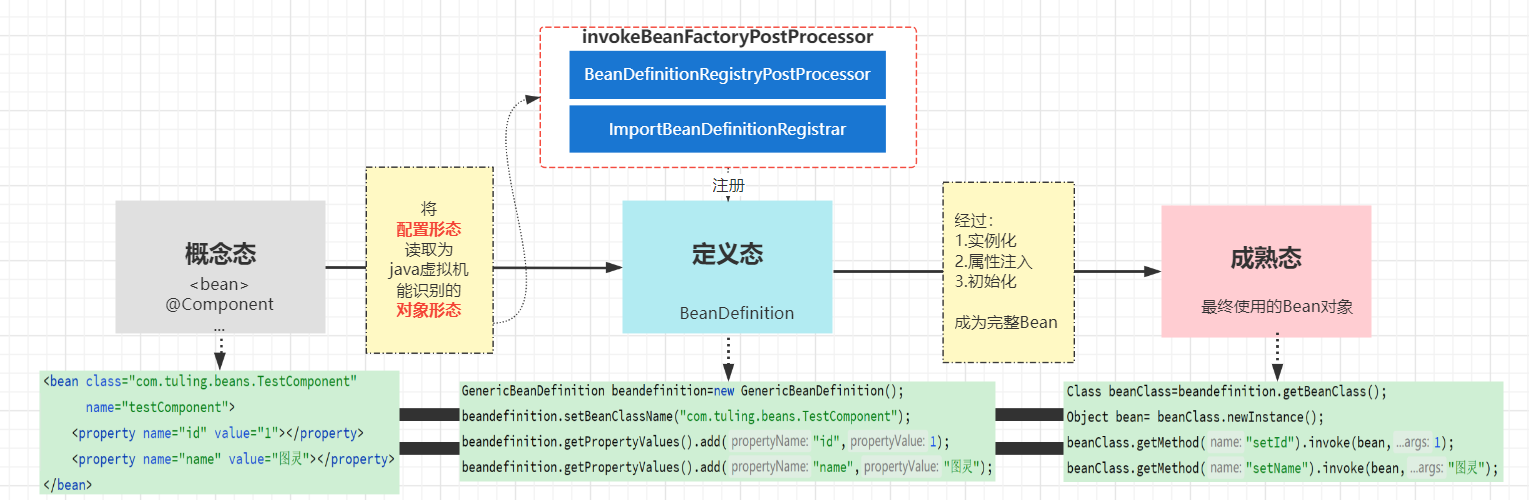 invokeBeanFactoryPostProcessor
BeanDefinitionRegistryPostProcessor
ImportBeanDefinitionRegistrar
注册
概念态
<bean>
@Component
...
将
配置形态
读取为
java虚拟机
能识别的
对象形态
定义态
BeanDefinition
经过：
1.实例化
2.属性注入
3.初始化
成为完整Bean
成熟态
最终使用的Bean对象
<bean class="com.tuling.beans.TestComponent"
name="testComponent">
<property name="id" value="1"></property>
<property name="name" value="图灵"></property>
</bean>
GenericBeanDefinition beandefinition=new GenericBeanDefinition();
beandefinition.setBeanClassName("com.tuling.beans.TestComponent");
beandefinition.getPropertyValues().add( propertyName: "id", propertyValue: 1);
beandefinition.getPropertyValues().add( propertyName: "name", propertyValue: "图灵");
Class beanClass=beandefinition.getBeanClass();
Object bean= beanClass.newInstance();
beanClass.getMethod( name: "setId").invoke(bean, ...args: 1);
beanClass.getMethod( name: "setName").invoke(bean, ...args: "图灵");